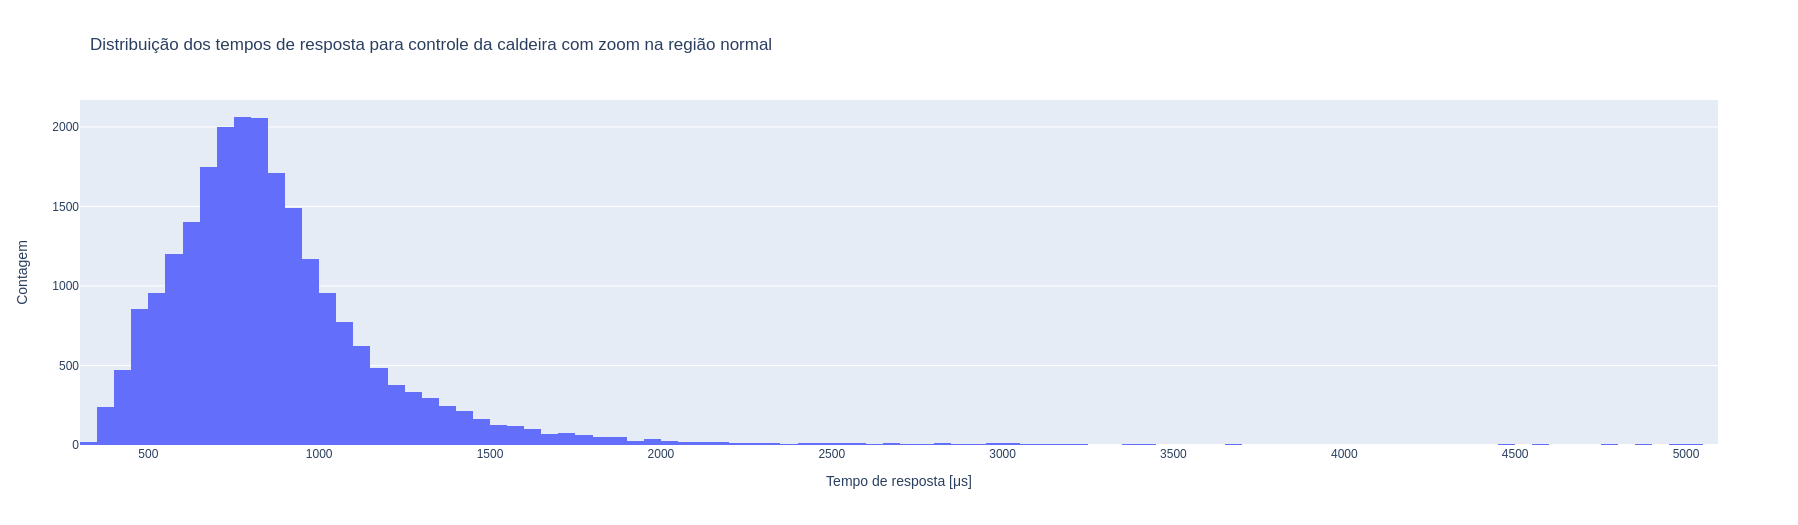 Distribuição dos tempos de resposta para controle da caldeira com zoom na região normal
2000
1500
1000
500
0
Contagem
500 1000 1500 2000 2500 3000 3500 4000 4500 5000
Tempo de resposta [μs]